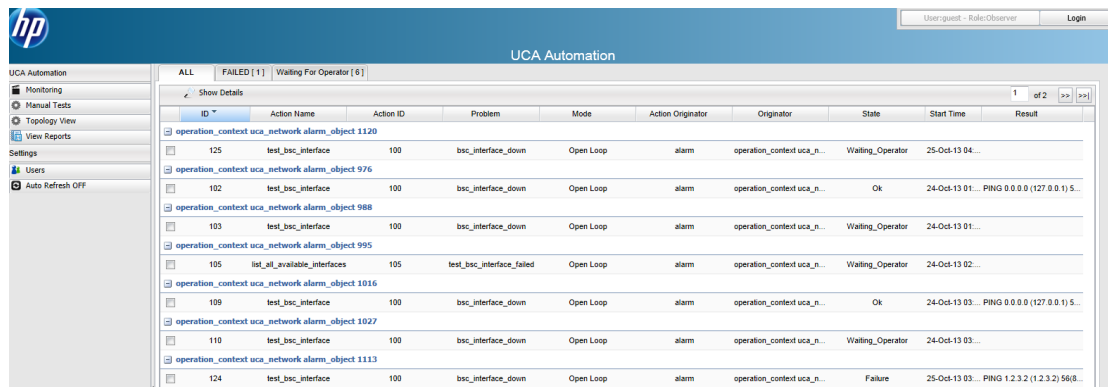 hp
User:guest - Role:Observer Login
UCA Automation
UCA Automation
Monitoring
Manual Tests
Topology View
View Reports
Settings
Users
Auto Refresh OFF
ALL FAILED [ 1 ] Waiting For Operator [ 6 ]
Show Details 1 of 2 >> >>|
ID Action Name Action ID Problem Mode Action Originator Originator State Start Time Result
operation_context uca_network alarm_object 1120
125 test_bsc_interface 100 bsc_interface_down Open Loop alarm operation_context uca_n... Waiting_Operator 25-Oct-13 04:...
operation_context uca_network alarm_object 976
102 test_bsc_interface 100 bsc_interface_down Open Loop alarm operation_context uca_n... Ok 24-Oct-13 01:... PING 0.0.0.0 (127.0.0.1) 5...
operation_context uca_network alarm_object 988
103 test_bsc_interface 100 bsc_interface_down Open Loop alarm operation_context uca_n... Waiting_Operator 24-Oct-13 01:...
operation_context uca_network alarm_object 995
105 list_all_available_interfaces 105 test_bsc_interface_failed Open Loop alarm operation_context uca_n... Waiting_Operator 24-Oct-13 02:...
operation_context uca_network alarm_object 1016
109 test_bsc_interface 100 bsc_interface_down Open Loop alarm operation_context uca_n... Ok 24-Oct-13 03:... PING 0.0.0.0 (127.0.0.1) 5...
operation_context uca_network alarm_object 1027
110 test_bsc_interface 100 bsc_interface_down Open Loop alarm operation_context uca_n... Waiting_Operator 24-Oct-13 03:...
operation_context uca_network alarm_object 1113
124 test_bsc_interface 100 bsc_interface_down Open Loop alarm operation_context uca_n... Failure 25-Oct-13 03:... PING 1.2.3.2 (1.2.3.2) 56(8...